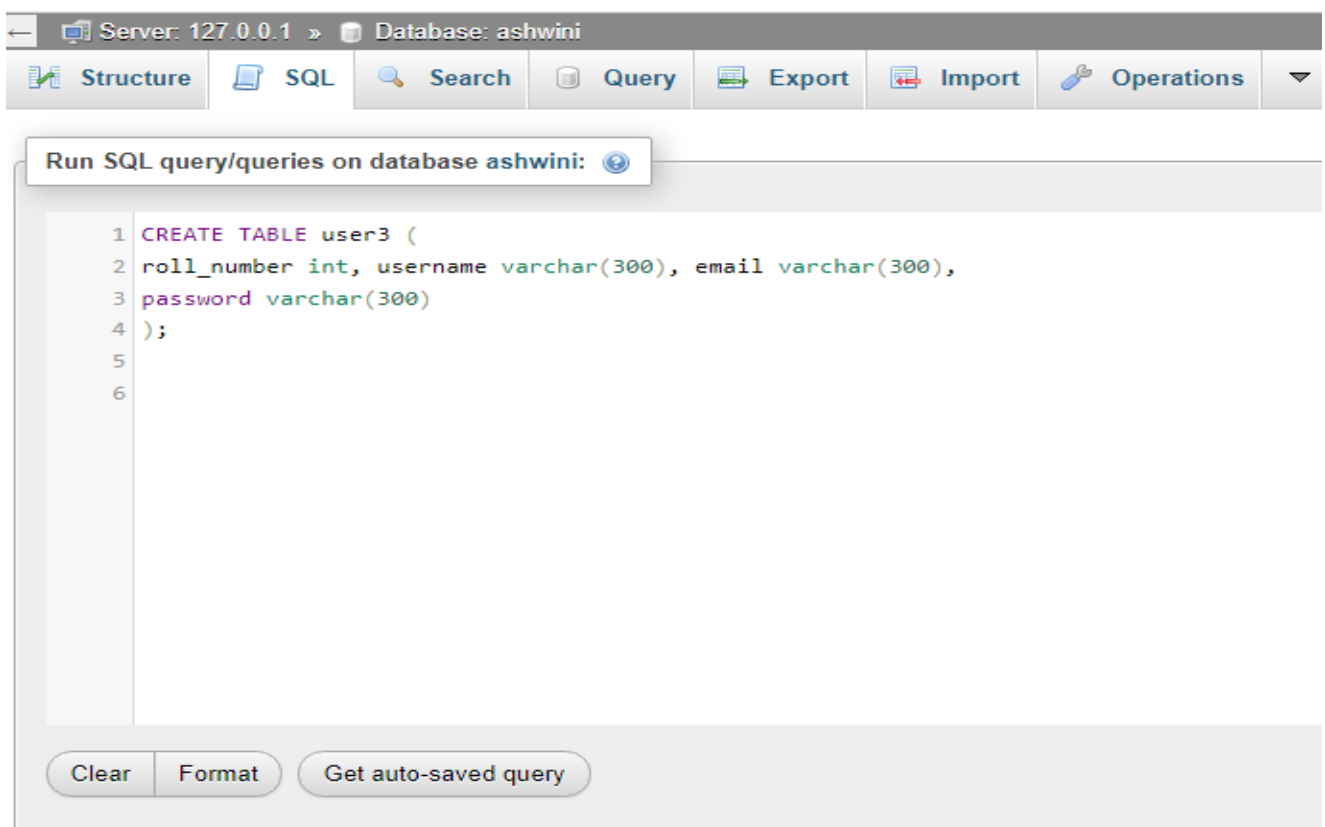 ← Server: 127.0.0.1 » Database: ashwini
Structure SQL Search Query Export Import Operations
Run SQL query/queries on database ashwini:
1 CREATE TABLE user3 (
2 roll_number int, username varchar(300), email varchar(300),
3 password varchar(300)
4 );
5
6
Clear Format Get auto-saved query